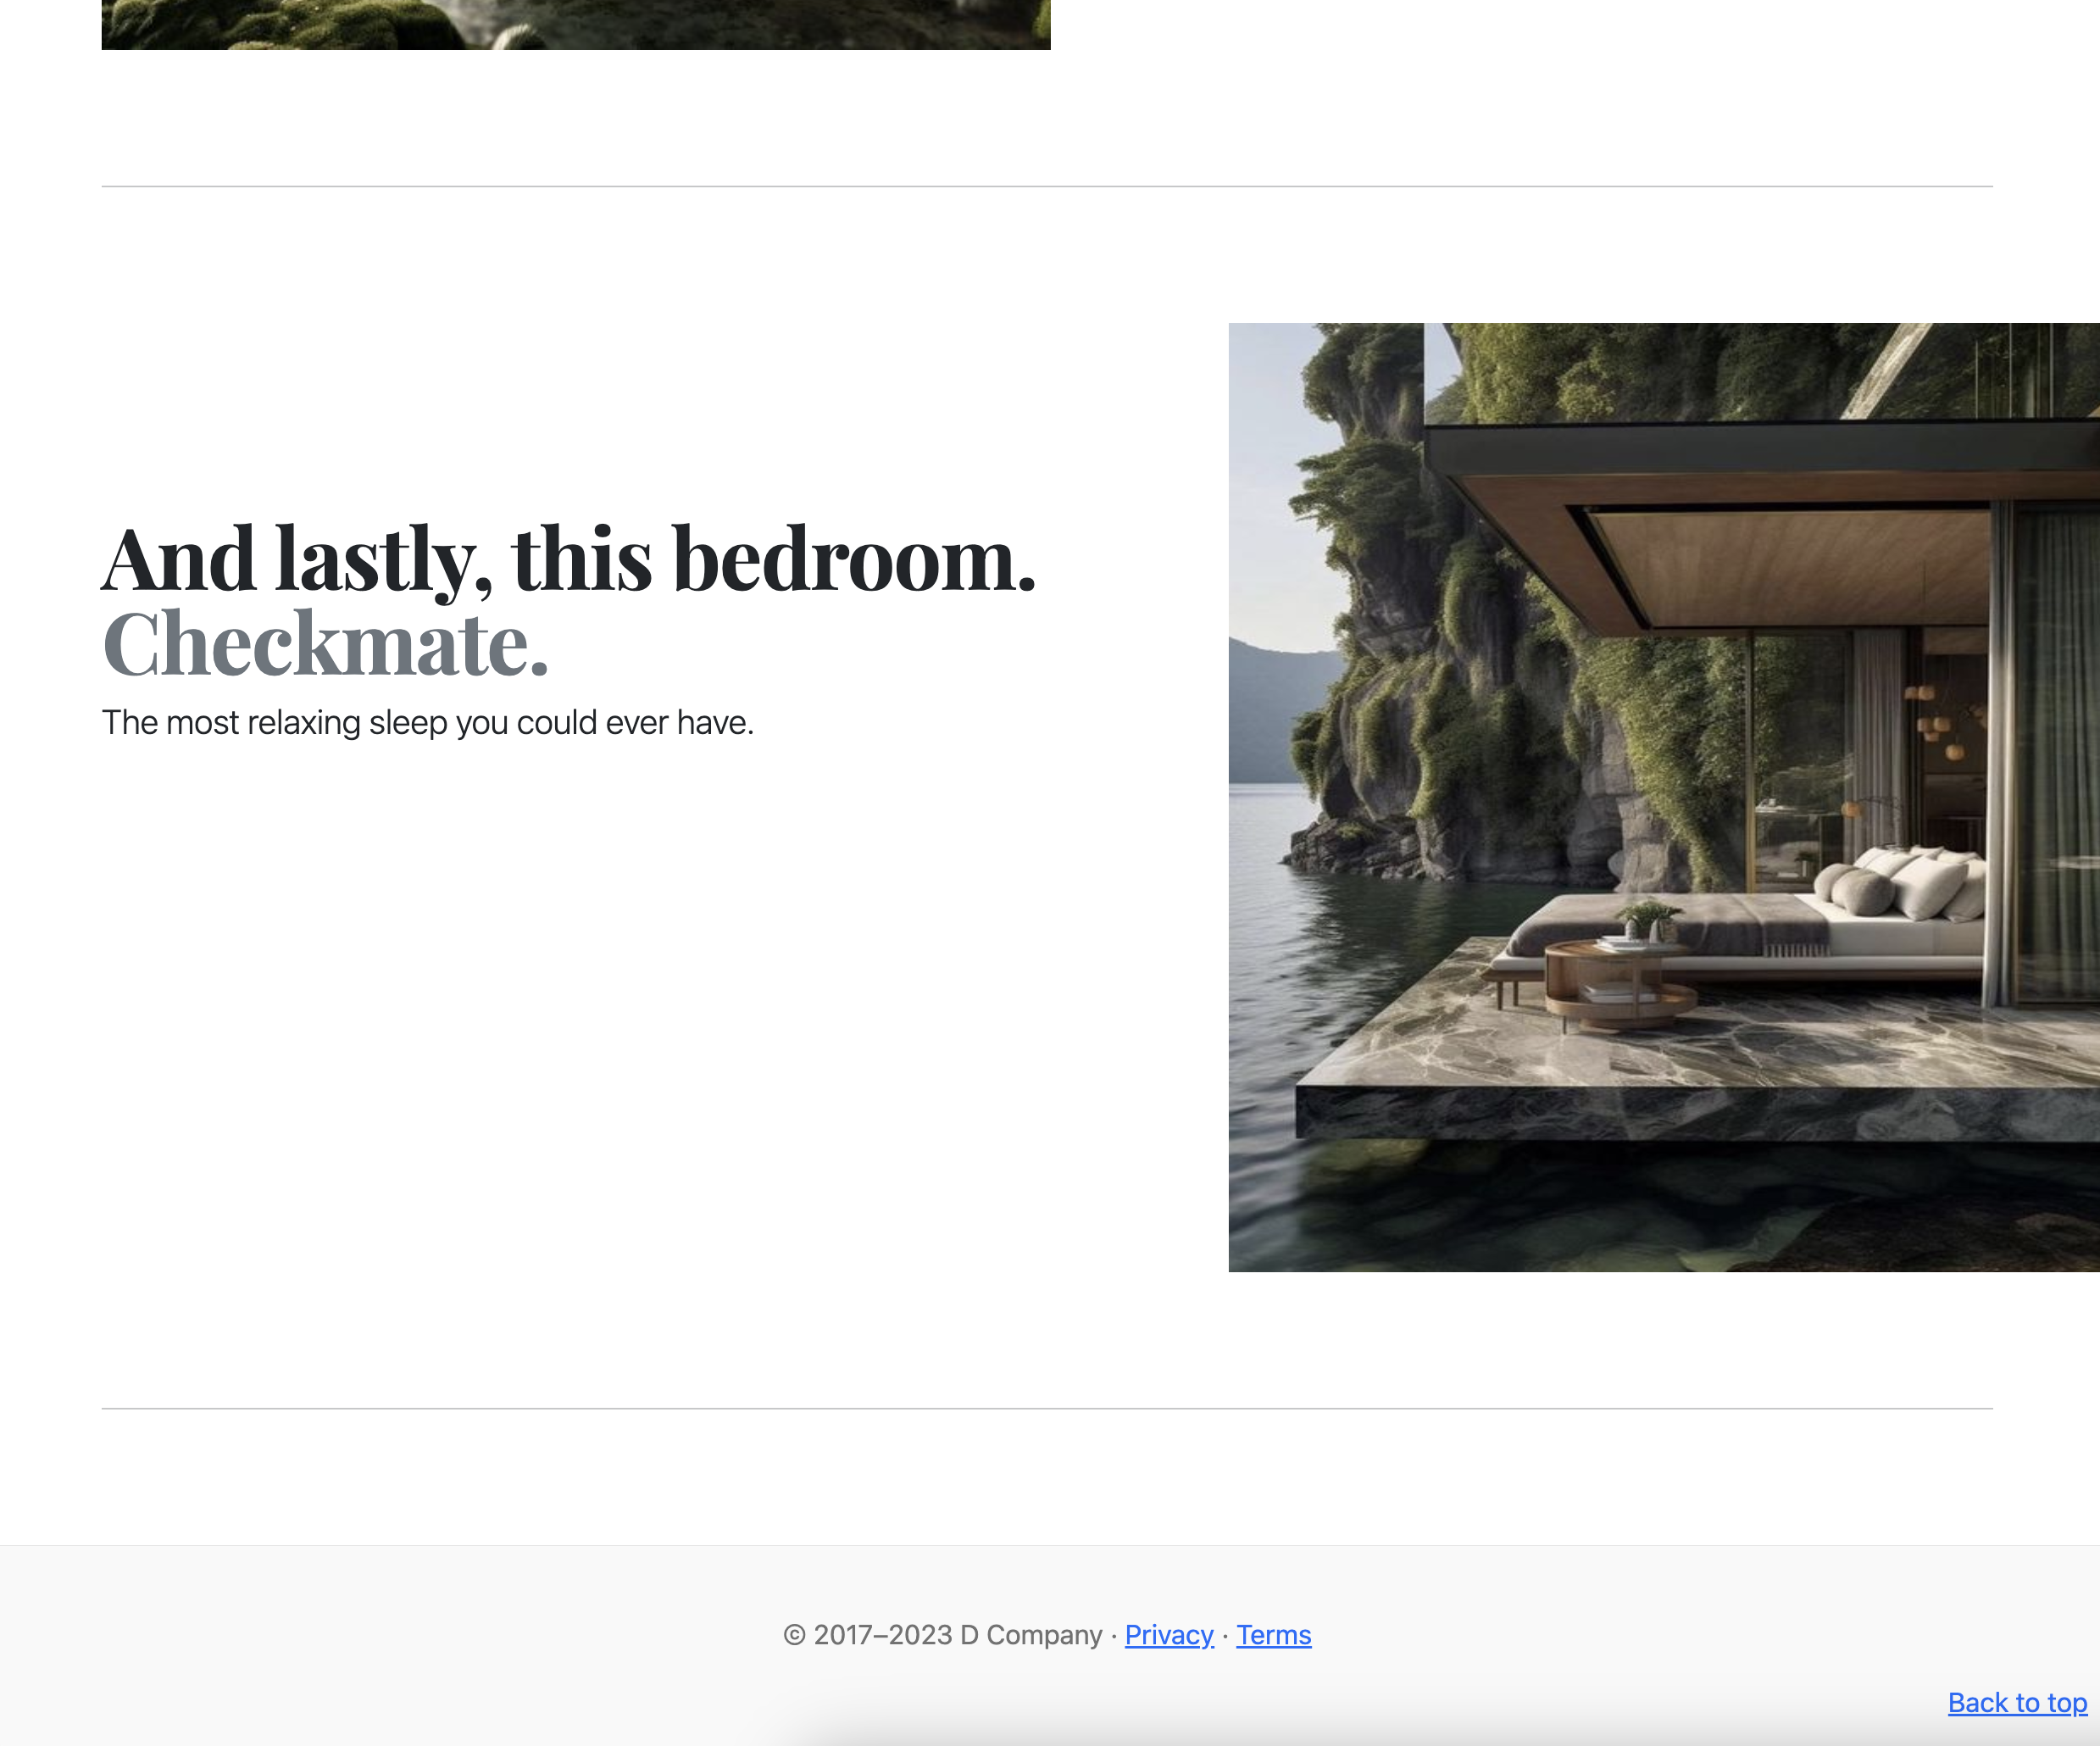 And lastly, this bedroom.
Checkmate.
The most relaxing sleep you could ever have.
© 2017–2023 D Company · Privacy · Terms
Back to top